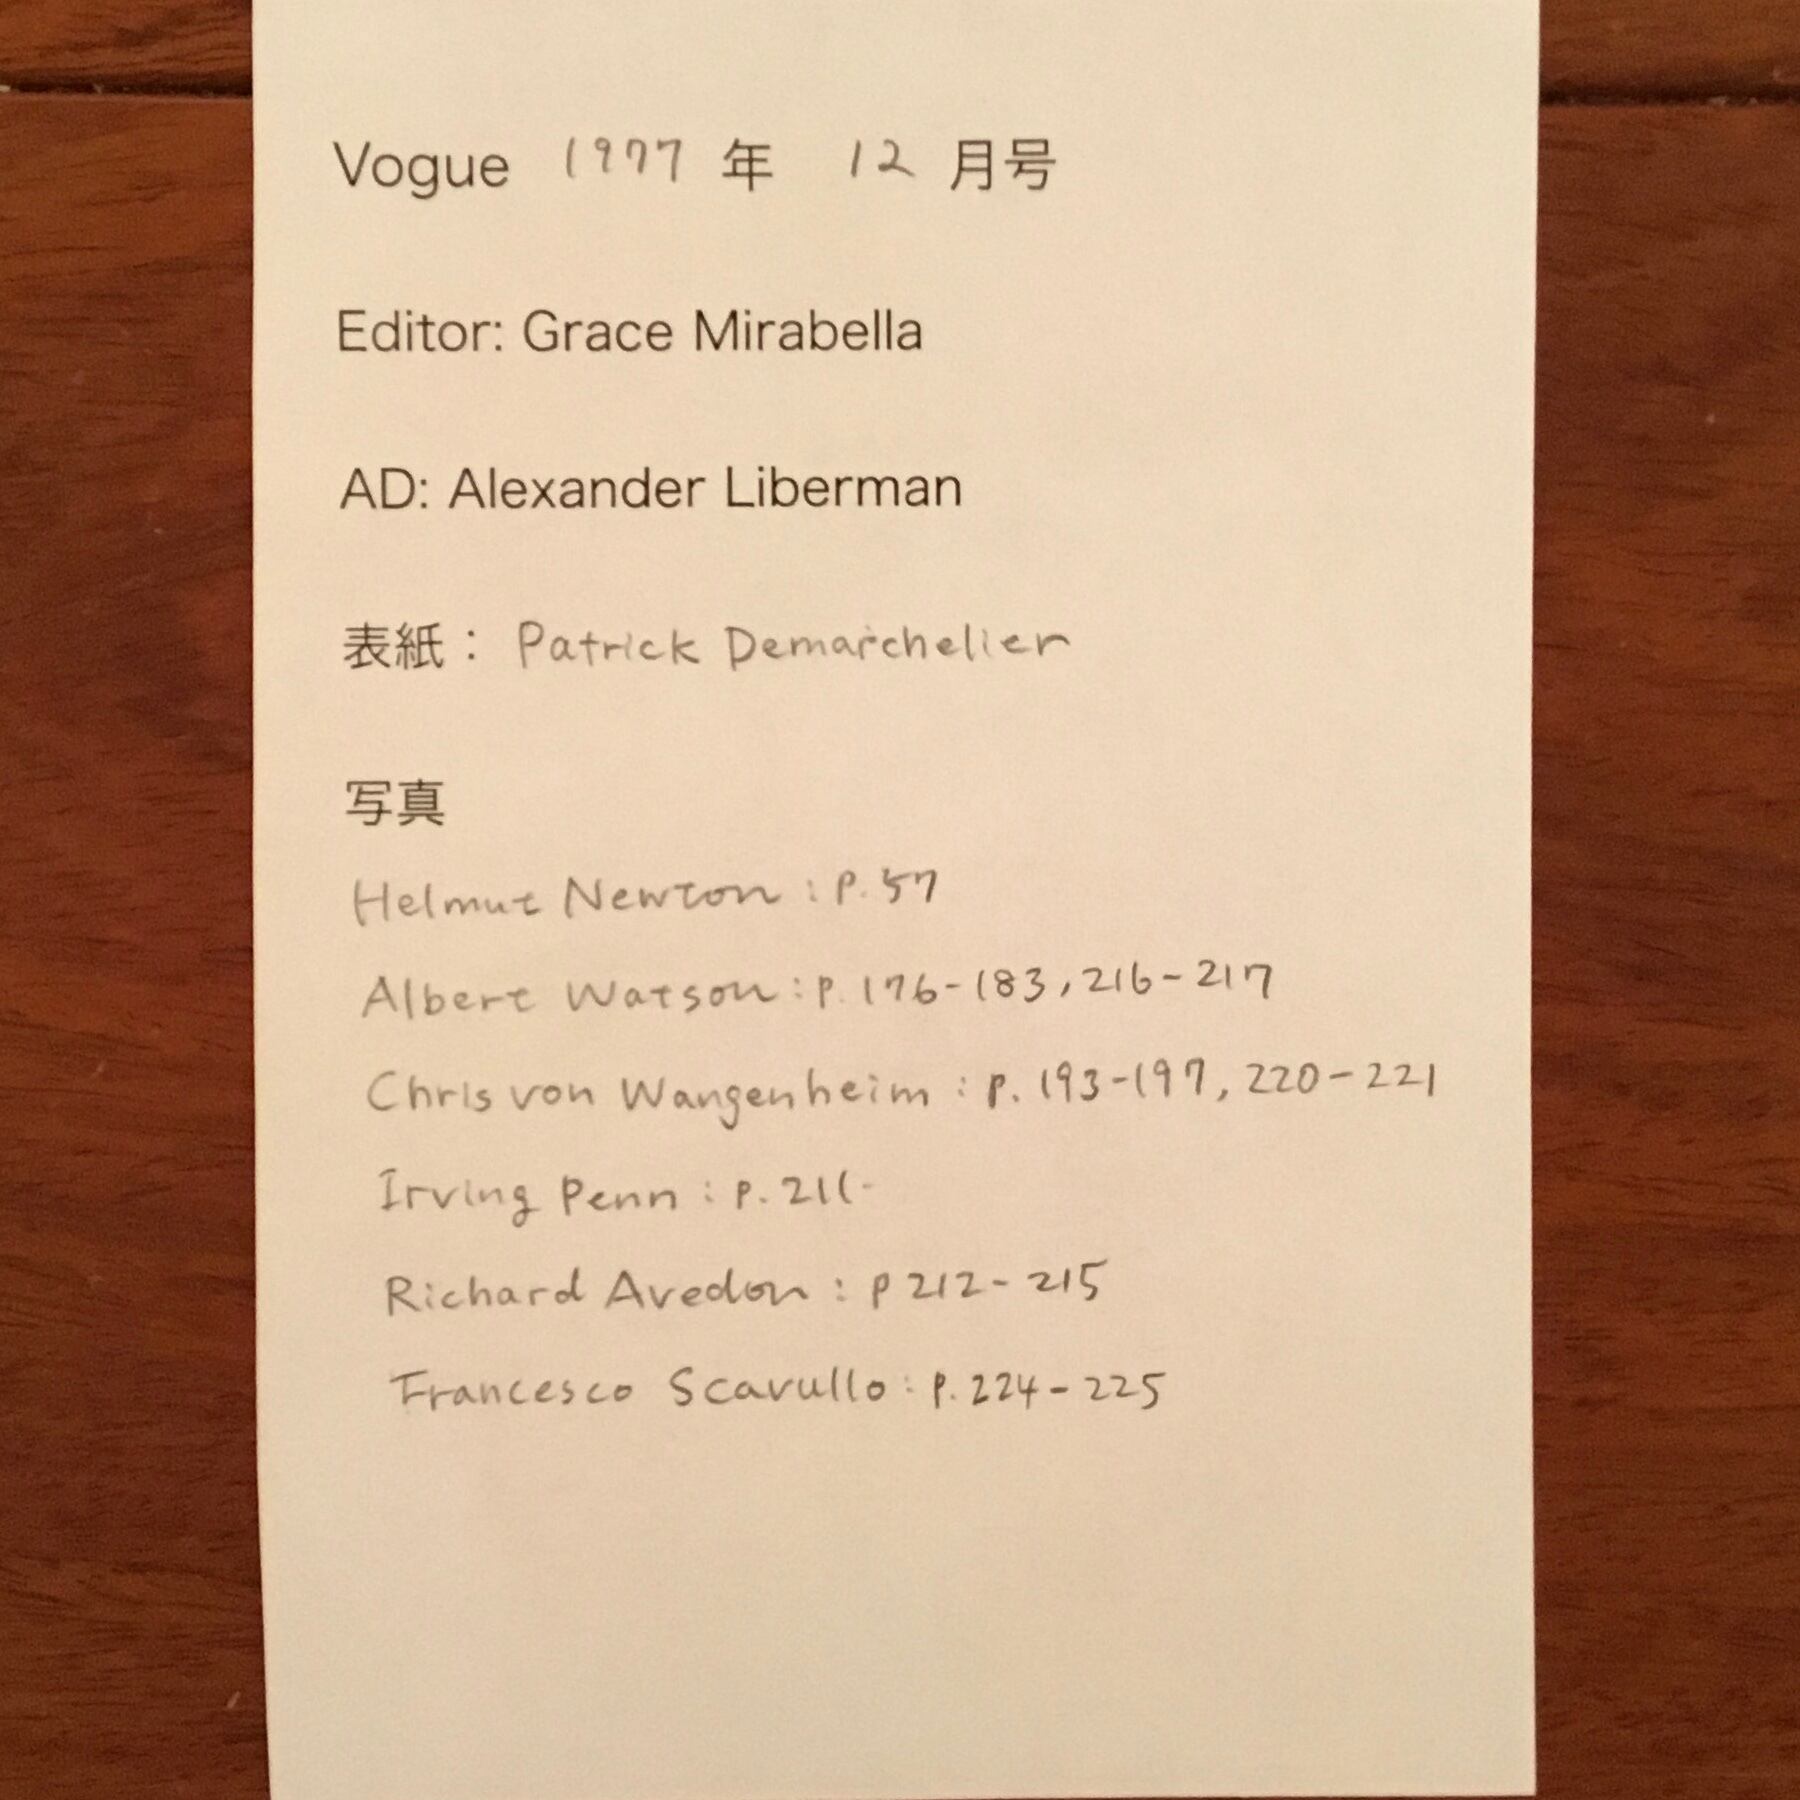 Vogue 1977 年 12 月号
Editor: Grace Mirabella
AD: Alexander Liberman
表紙： Patrick Demarchelier
写真
Helmut Newton : p. 57
Albert Watson : p. 176-183, 216-217
Chris von Wangenheim : p. 193-197, 220-221
Irving Penn : p. 211
Richard Avedon : p 212-215
Francesco Scavullo : p. 224-225